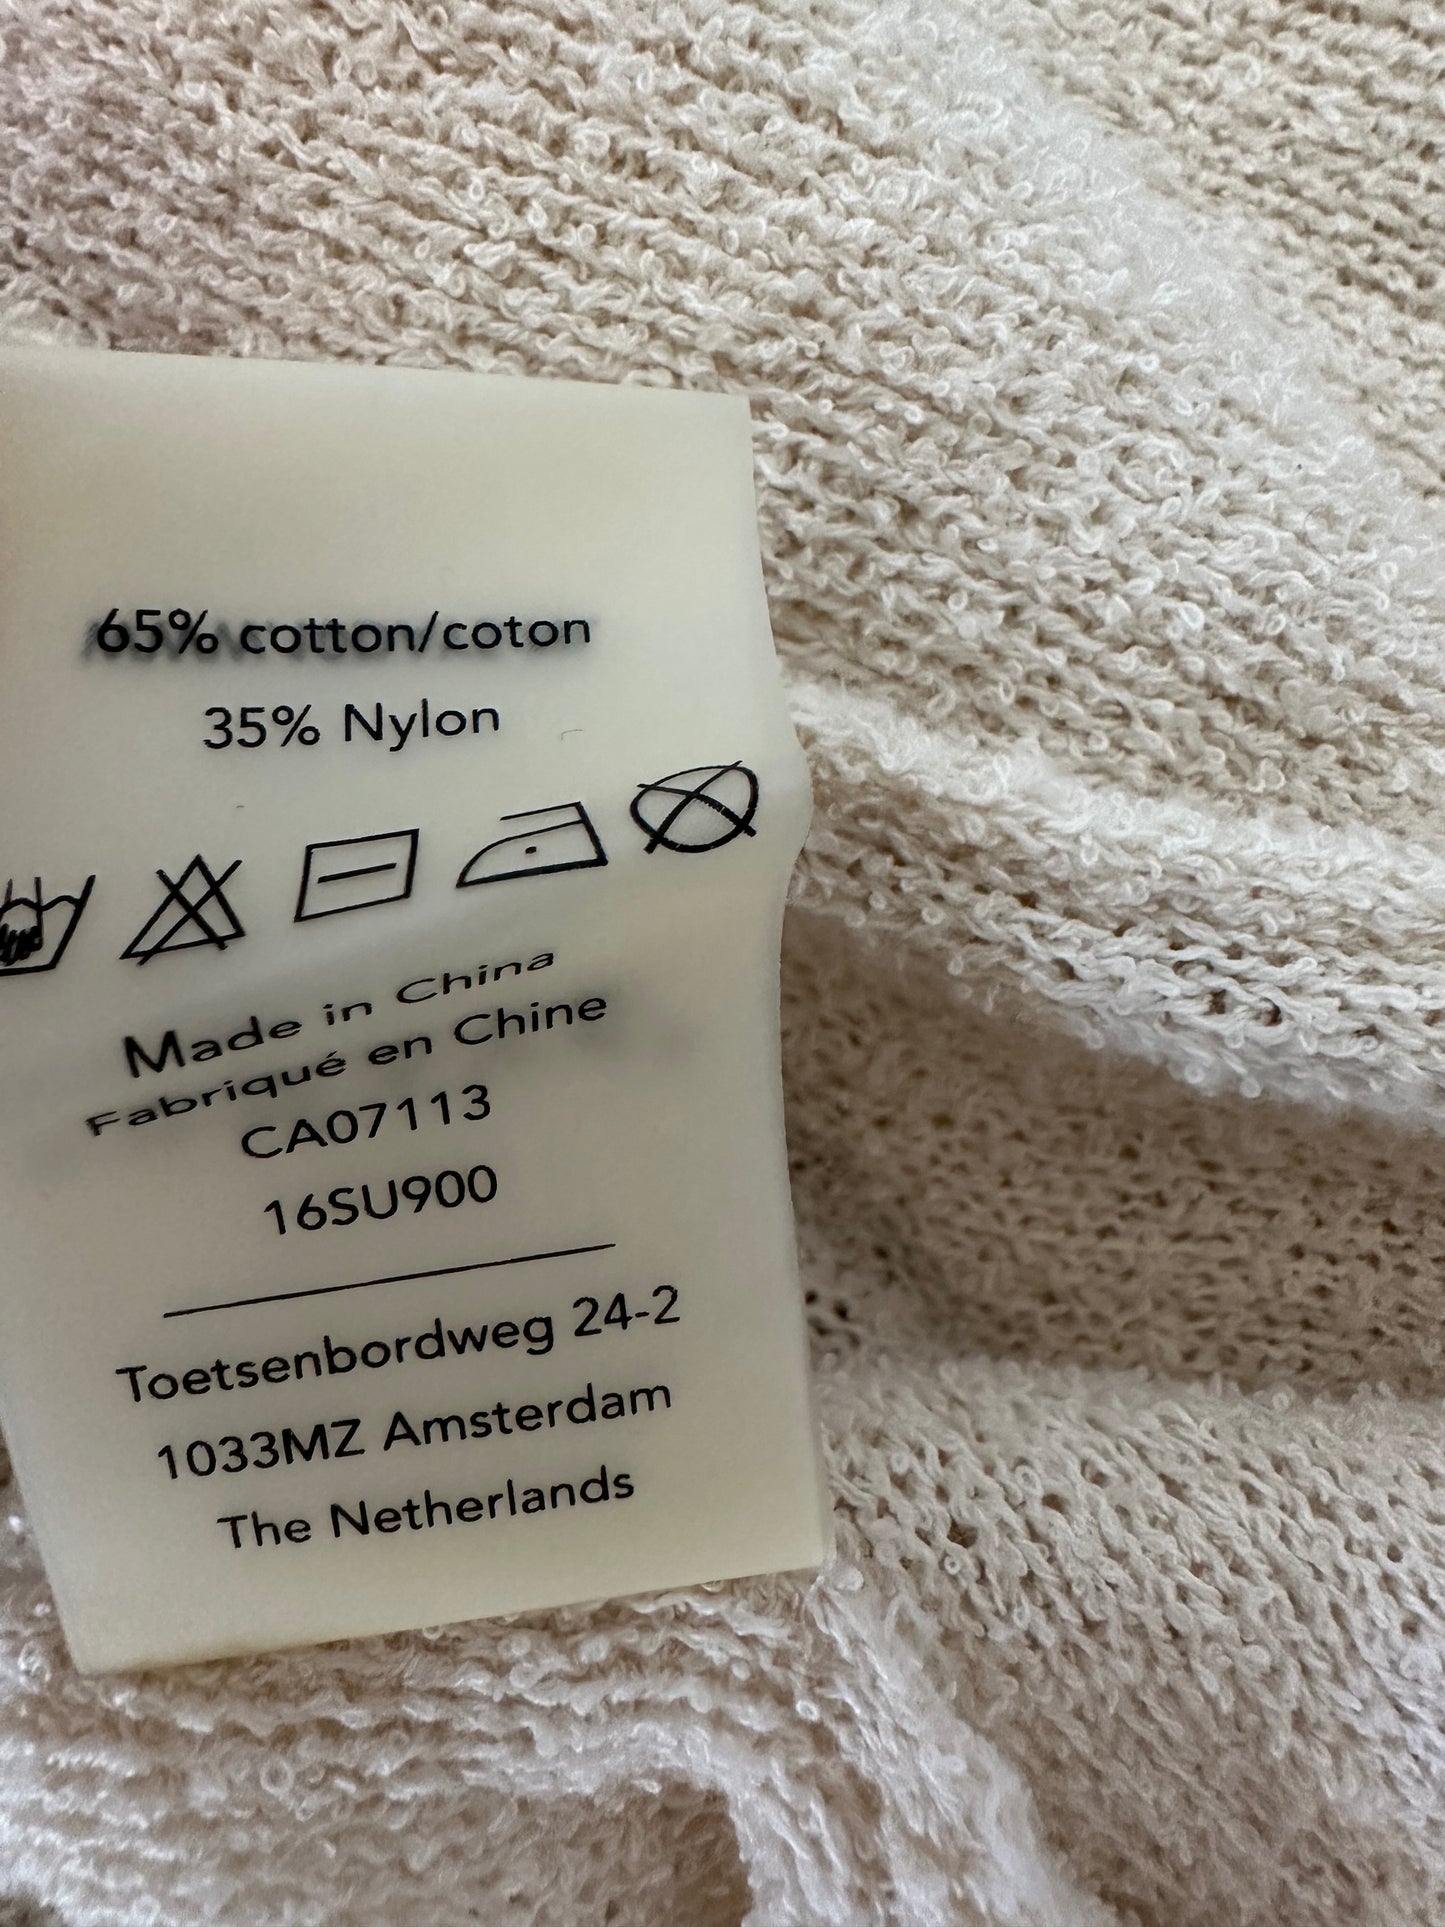 65% cotton/coton
35% Nylon
Made in China
Fabriqué en Chine
CA07113
16SU900
Toetsenbordweg 24-2
1033MZ Amsterdam
The Netherlands